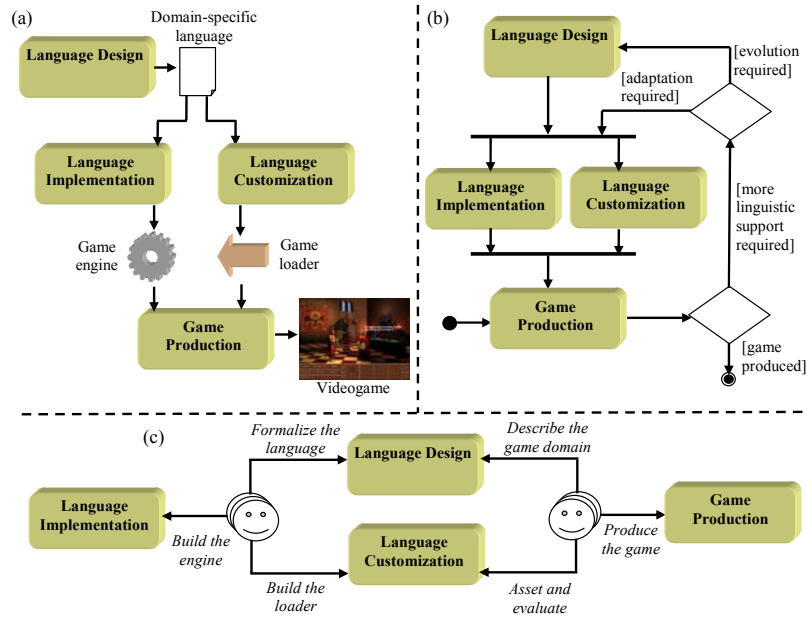 (a)
Domain-specific
language
Language Design
Language
Implementation
Language
Customization
Game
engine
Game
loader
Game
Production
Videogame
(b)
Language Design
[evolution
required]
[adaptation
required]
Language
Implementation
Language
Customization
[more
linguistic
support
required]
Game
Production
[game
produced]
(c)
Formalize the
language
Language Design
Describe the
game domain
Language
Implementation
Game
Production
Build the
engine
Produce
the game
Language
Customization
Build the
loader
Asset and
evaluate